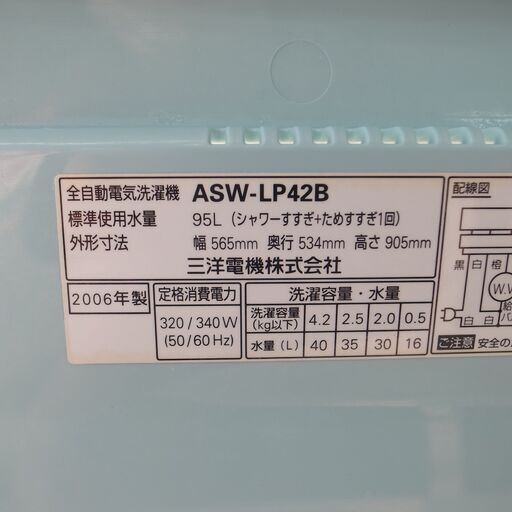 全自動電気洗濯機 ASW-LP42B
標準使用水量 95L (シャワーすすぎ+ためすすぎ1回)
外形寸法 幅 565mm 奥行 534mm 高さ 905mm
三洋電機株式会社
2006年製
定格消費電力
320/340W
(50/60Hz)
洗濯容量・水量
洗濯容量(kg以下) 4.2 2.5 2.0 0.5
水量(L) 40 35 30 16
配線図
黒 白 橙
W.W
給
白 白
ご注意 安全の